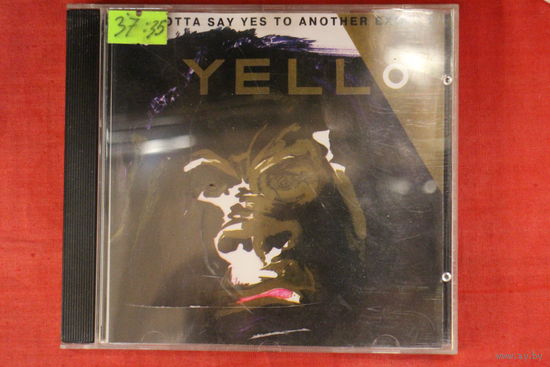 37:35
OTTA SAY YES TO ANOTHER
YELLO
www.ay.by